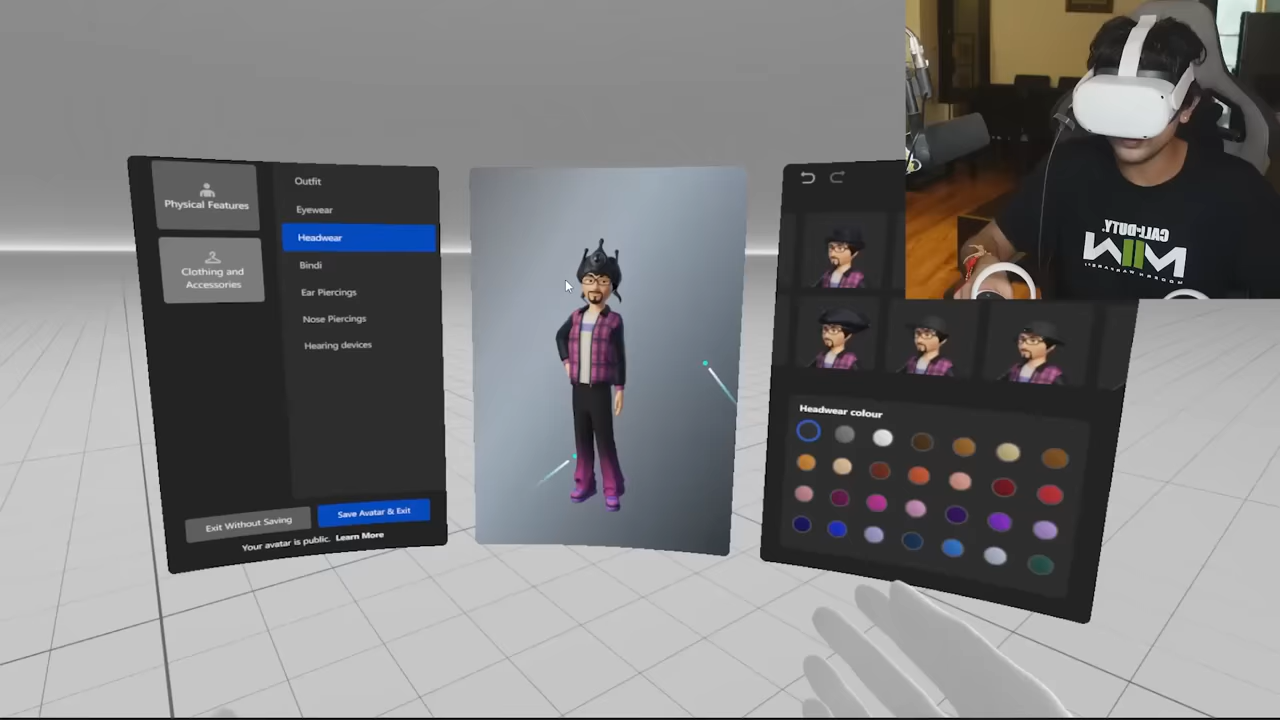 Physical Features
Clothing and
Accessories
Outfit
Eyewear
Headwear
Bindi
Ear Piercings
Nose Piercings
Hearing devices
Exit Without Saving
Save Avatar & Exit
Your avatar is public. Learn More
Headwear colour
CALL·DUTY
MWII